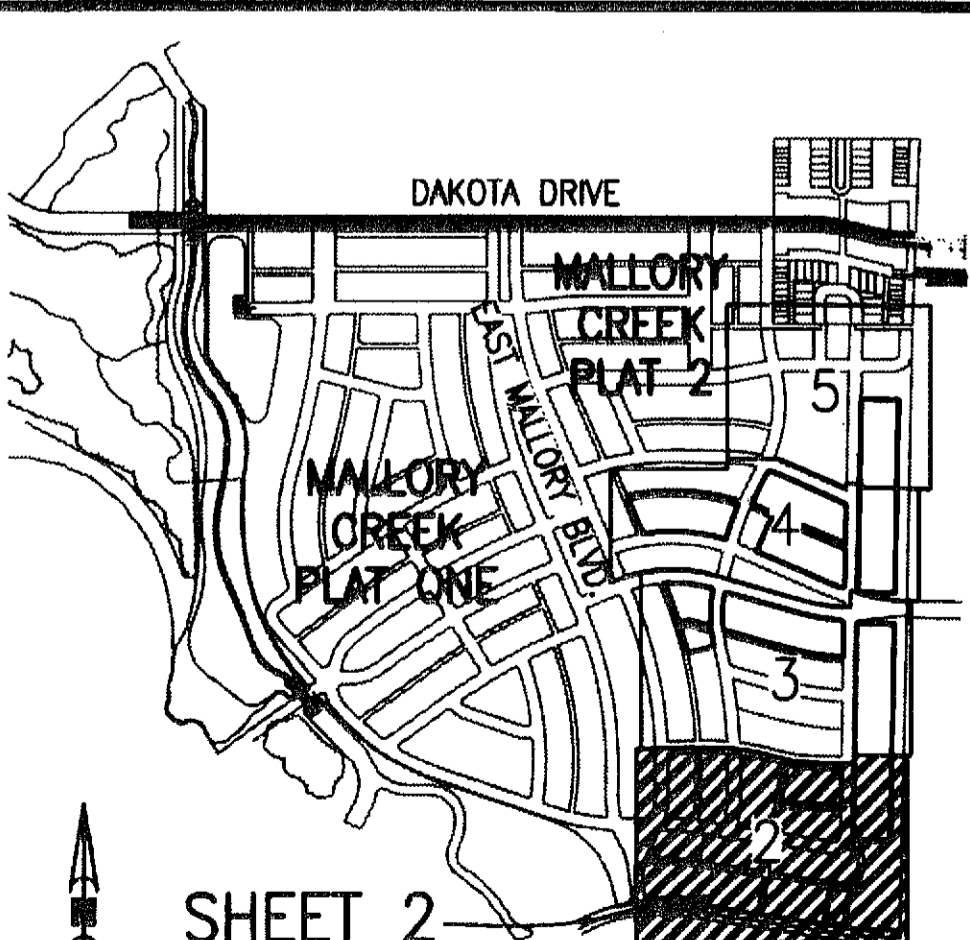 DAKOTA DRIVE
MALLORY
CREEK
PLAT 2
EAST MALLORY BLVD.
5
MALLORY
CREEK
PLAT ONE
4
3
2
SHEET 2